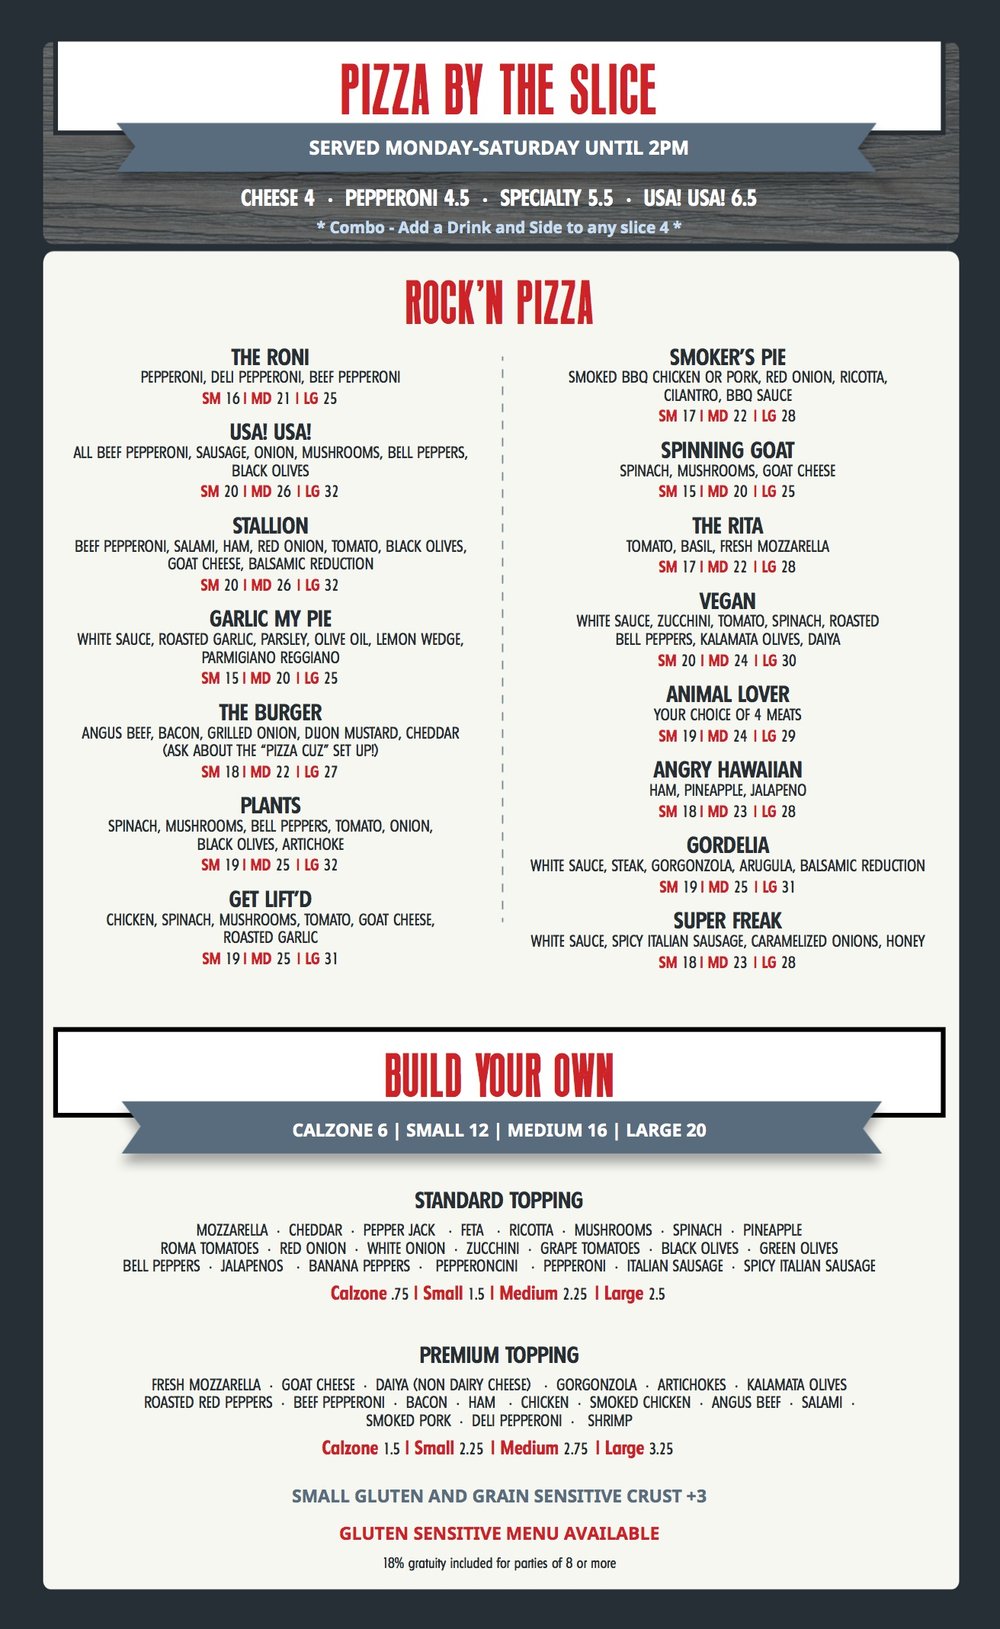 PIZZA BY THE SLICE
SERVED MONDAY-SATURDAY UNTIL 2PM
CHEESE 4 · PEPPERONI 4.5 · SPECIALTY 5.5 · USA! USA! 6.5
* Combo - Add a Drink and Side to any slice 4 *
ROCK'N PIZZA
THE RONI
PEPPERONI, DELI PEPPERONI, BEEF PEPPERONI
SM 16 | MD 21 | LG 25
USA! USA!
ALL BEEF PEPPERONI, SAUSAGE, ONION, MUSHROOMS, BELL PEPPERS,
BLACK OLIVES
SM 20 | MD 26 | LG 32
STALLION
BEEF PEPPERONI, SALAMI, HAM, RED ONION, TOMATO, BLACK OLIVES,
GOAT CHEESE, BALSAMIC REDUCTION
SM 20 | MD 26 | LG 32
GARLIC MY PIE
WHITE SAUCE, ROASTED GARLIC, PARSLEY, OLIVE OIL, LEMON WEDGE,
PARMIGIANO REGGIANO
SM 15 | MD 20 | LG 25
THE BURGER
ANGUS BEEF, BACON, GRILLED ONION, DIJON MUSTARD, CHEDDAR
(ASK ABOUT THE "PIZZA CUZ" SET UP!)
SM 18 | MD 22 | LG 27
PLANTS
SPINACH, MUSHROOMS, BELL PEPPERS, TOMATO, ONION,
BLACK OLIVES, ARTICHOKE
SM 19 | MD 25 | LG 32
GET LIFT'D
CHICKEN, SPINACH, MUSHROOMS, TOMATO, GOAT CHEESE,
ROASTED GARLIC
SM 19 | MD 25 | LG 31
SMOKER'S PIE
SMOKED BBQ CHICKEN OR PORK, RED ONION, RICOTTA,
CILANTRO, BBQ SAUCE
SM 17 | MD 22 | LG 28
SPINNING GOAT
SPINACH, MUSHROOMS, GOAT CHEESE
SM 15 | MD 20 | LG 25
THE RITA
TOMATO, BASIL, FRESH MOZZARELLA
SM 17 | MD 22 | LG 28
VEGAN
WHITE SAUCE, ZUCCHINI, TOMATO, SPINACH, ROASTED
BELL PEPPERS, KALAMATA OLIVES, DAIYA
SM 20 | MD 24 | LG 30
ANIMAL LOVER
YOUR CHOICE OF 4 MEATS
SM 19 | MD 24 | LG 29
ANGRY HAWAIIAN
HAM, PINEAPPLE, JALAPENO
SM 18 | MD 23 | LG 28
GORDELIA
WHITE SAUCE, STEAK, GORGONZOLA, ARUGULA, BALSAMIC REDUCTION
SM 19 | MD 25 | LG 31
SUPER FREAK
WHITE SAUCE, SPICY ITALIAN SAUSAGE, CARAMELIZED ONIONS, HONEY
SM 18 | MD 23 | LG 28
BUILD YOUR OWN
CALZONE 6 | SMALL 12 | MEDIUM 16 | LARGE 20
STANDARD TOPPING
MOZZARELLA · CHEDDAR · PEPPER JACK · FETA · RICOTTA · MUSHROOMS · SPINACH · PINEAPPLE
ROMA TOMATOES · RED ONION · WHITE ONION · ZUCCHINI · GRAPE TOMATOES · BLACK OLIVES · GREEN OLIVES
BELL PEPPERS · JALAPENOS · BANANA PEPPERS · PEPPERONCINI · PEPPERONI · ITALIAN SAUSAGE · SPICY ITALIAN SAUSAGE
Calzone .75 | Small 1.5 | Medium 2.25 | Large 2.5
PREMIUM TOPPING
FRESH MOZZARELLA · GOAT CHEESE · DAIYA (NON DAIRY CHEESE) · GORGONZOLA · ARTICHOKES · KALAMATA OLIVES
ROASTED RED PEPPERS · BEEF PEPPERONI · BACON · HAM · CHICKEN · SMOKED CHICKEN · ANGUS BEEF · SALAMI ·
SMOKED PORK · DELI PEPPERONI · SHRIMP
Calzone 1.5 | Small 2.25 | Medium 2.75 | Large 3.25
SMALL GLUTEN AND GRAIN SENSITIVE CRUST +3
GLUTEN SENSITIVE MENU AVAILABLE
18% gratuity included for parties of 8 or more